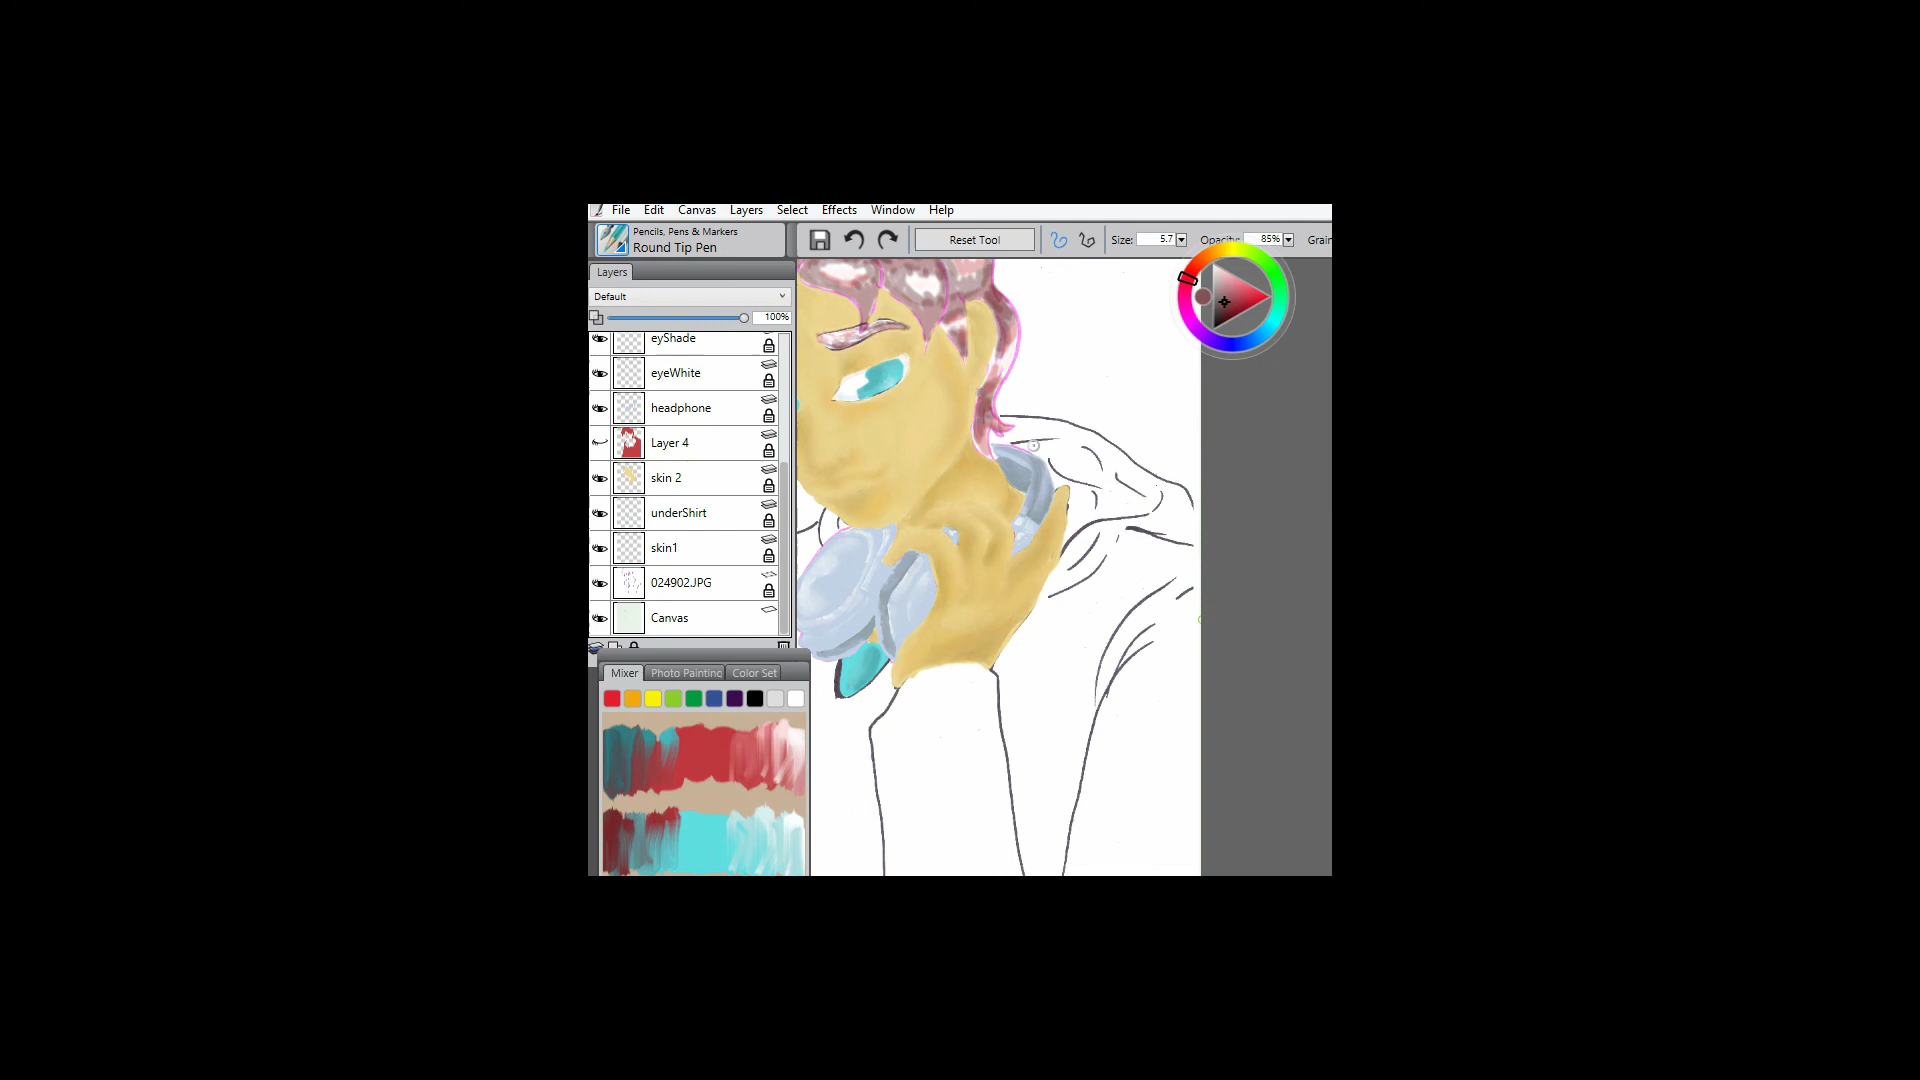 File Edit Canvas Layers Select Effects Window Help
Pencils, Pens & Markers
Round Tip Pen
Reset Tool
Size: 5.7
Opacity: 85%
Grain
Layers
Default
100%
eyShade
eyeWhite
headphone
Layer 4
skin 2
underShirt
skin1
024902.JPG
Canvas
Mixer Photo Painting Color Set